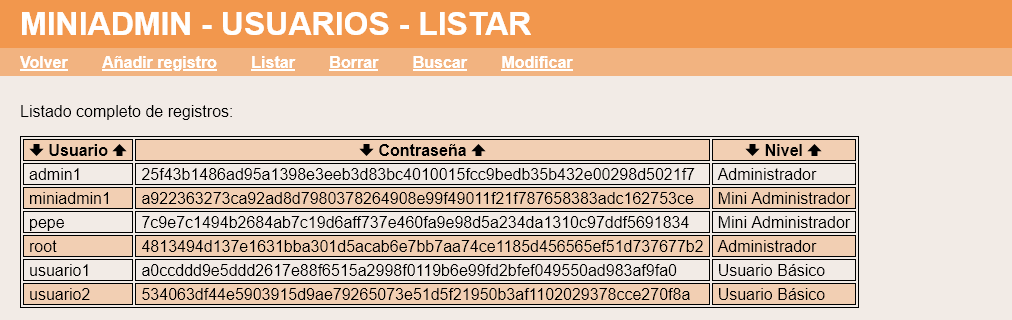 MINIADMIN - USUARIOS - LISTAR
Volver Añadir registro Listar Borrar Buscar Modificar
Listado completo de registros:
🡇 Usuario 🡅 🡇 Contraseña 🡅 🡇 Nivel 🡅
admin1 25f43b1486ad95a1398e3eeb3d83bc4010015fcc9bedb35b432e00298d5021f7 Administrador
miniadmin1 a922363273ca92ad8d7980378264908e99f49011f21f787658383adc162753ce Mini Administrador
pepe 7c9e7c1494b2684ab7c19d6aff737e460fa9e98d5a234da1310c97ddf5691834 Mini Administrador
root 4813494d137e1631bba301d5acab6e7bb7aa74ce1185d456565ef51d737677b2 Administrador
usuario1 a0ccddd9e5ddd2617e88f6515a2998f0119b6e99fd2bfef049550ad983af9fa0 Usuario Básico
usuario2 534063df44e5903915d9ae79265073e51d5f21950b3af1102029378cce270f8a Usuario Básico